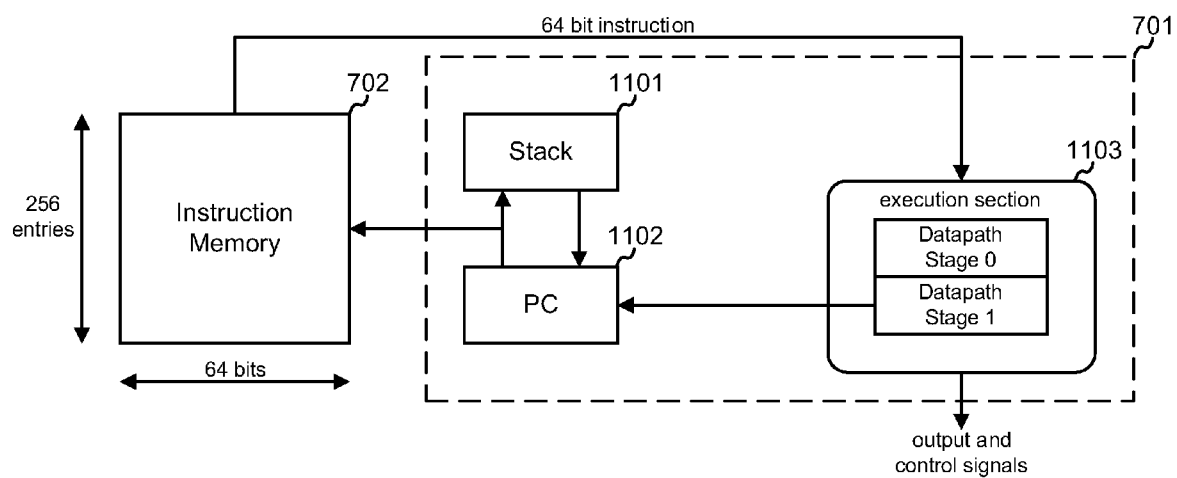 64 bit instruction
701
702
1101
Stack
1103
execution section
256
entries
Instruction
Memory
Datapath
Stage 0
1102
PC
Datapath
Stage 1
64 bits
output and
control signals